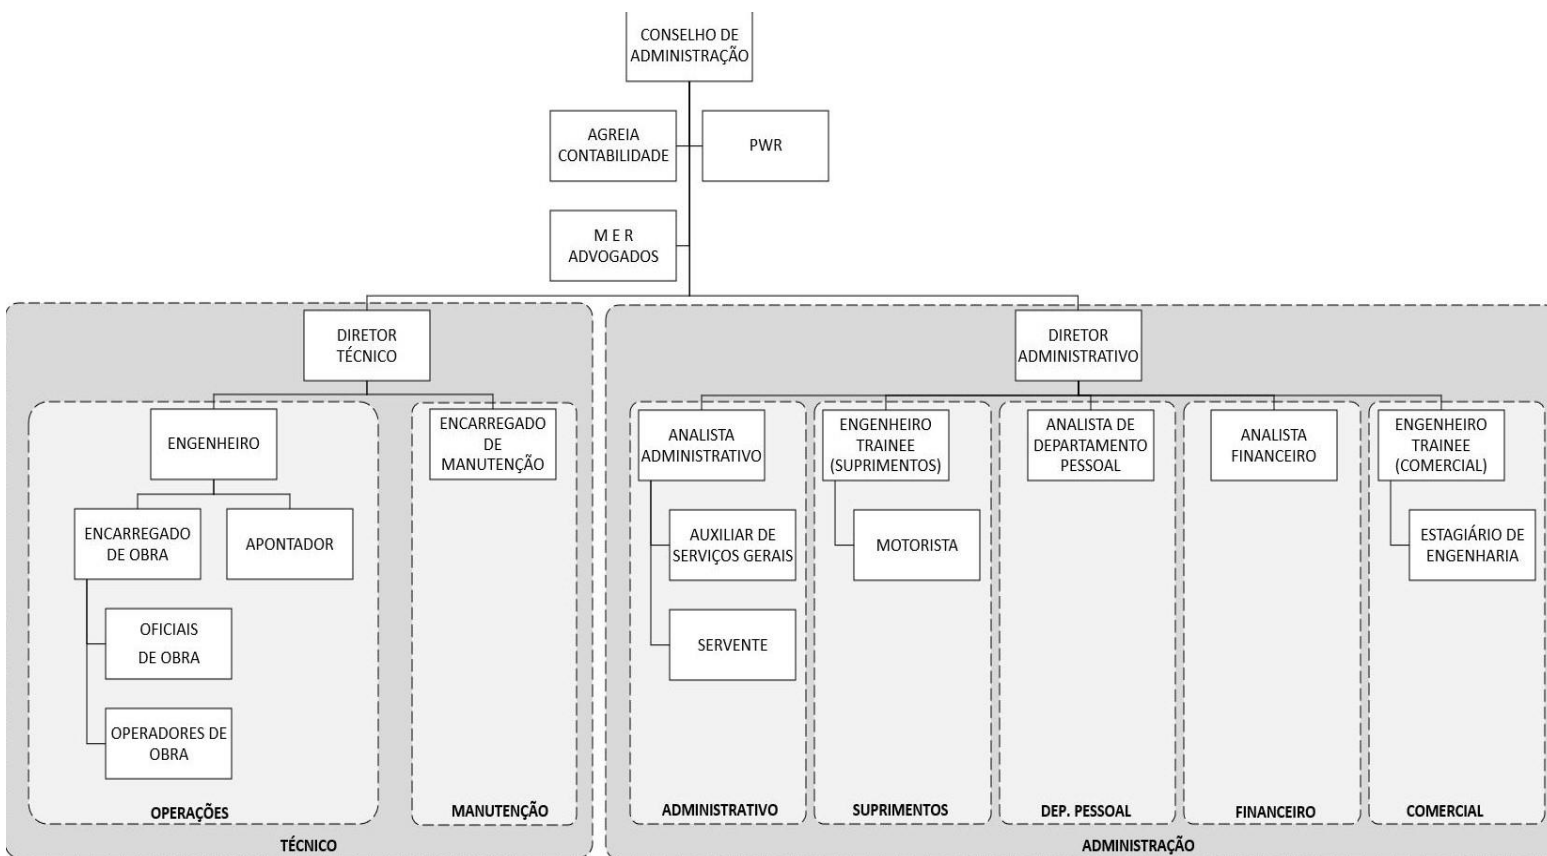 CONSELHO DE
ADMINISTRAÇÃO
AGREIA
CONTABILIDADE
PWR
M E R
ADVOGADOS
DIRETOR
TÉCNICO
DIRETOR
ADMINISTRATIVO
ENGENHEIRO
ENCARREGADO
DE
MANUTENÇÃO
ENCARREGADO
DE OBRA
APONTADOR
OFICIAIS
DE OBRA
OPERADORES DE
OBRA
OPERAÇÕES
MANUTENÇÃO
TÉCNICO
ANALISTA
ADMINISTRATIVO
ENGENHEIRO
TRAINEE
(SUPRIMENTOS)
ANALISTA DE
DEPARTAMENTO
PESSOAL
ANALISTA
FINANCEIRO
ENGENHEIRO
TRAINEE
(COMERCIAL)
AUXILIAR DE
SERVIÇOS GERAIS
MOTORISTA
ESTAGIÁRIO DE
ENGENHARIA
SERVENTE
ADMINISTRATIVO
SUPRIMENTOS
DEP. PESSOAL
FINANCEIRO
COMERCIAL
ADMINISTRAÇÃO